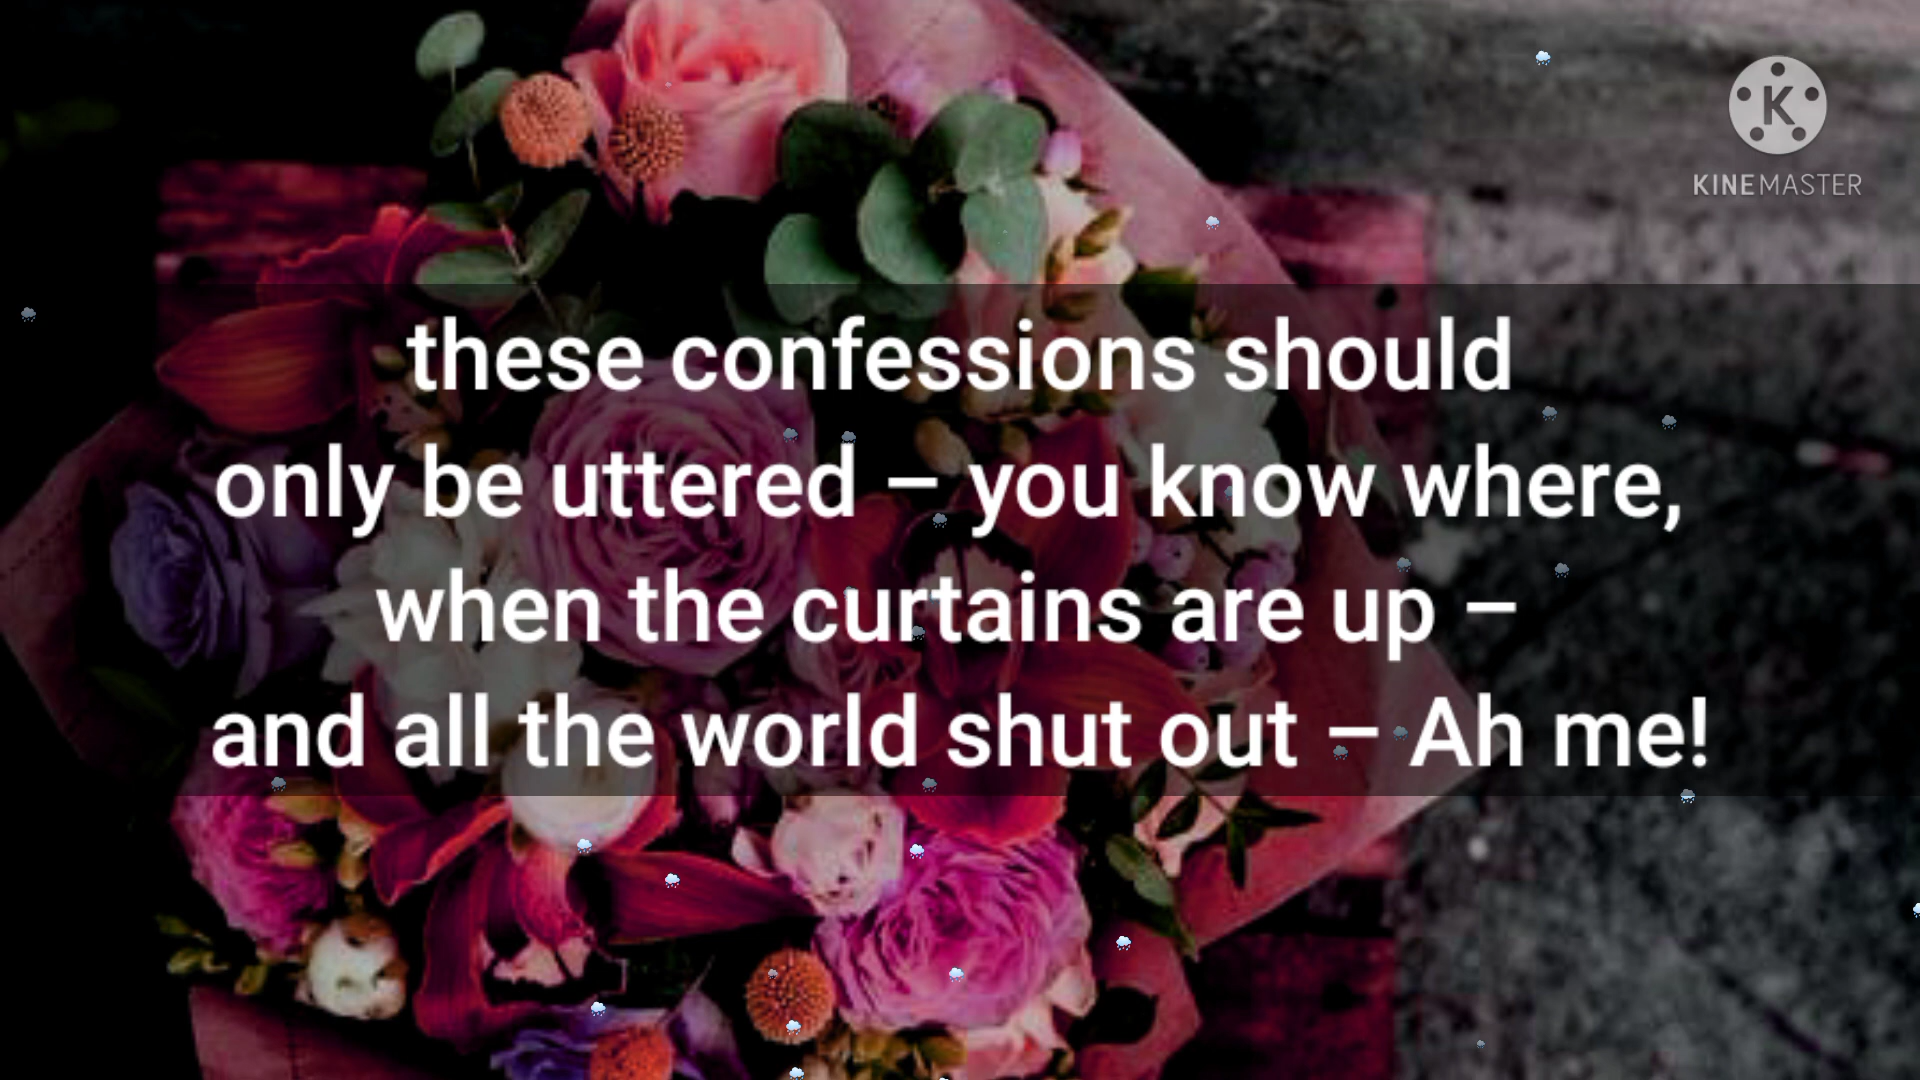 KINEMASTER
these confessions should
only be uttered – you know where,
when the curtains are up –
and all the world shut out – Ah me!